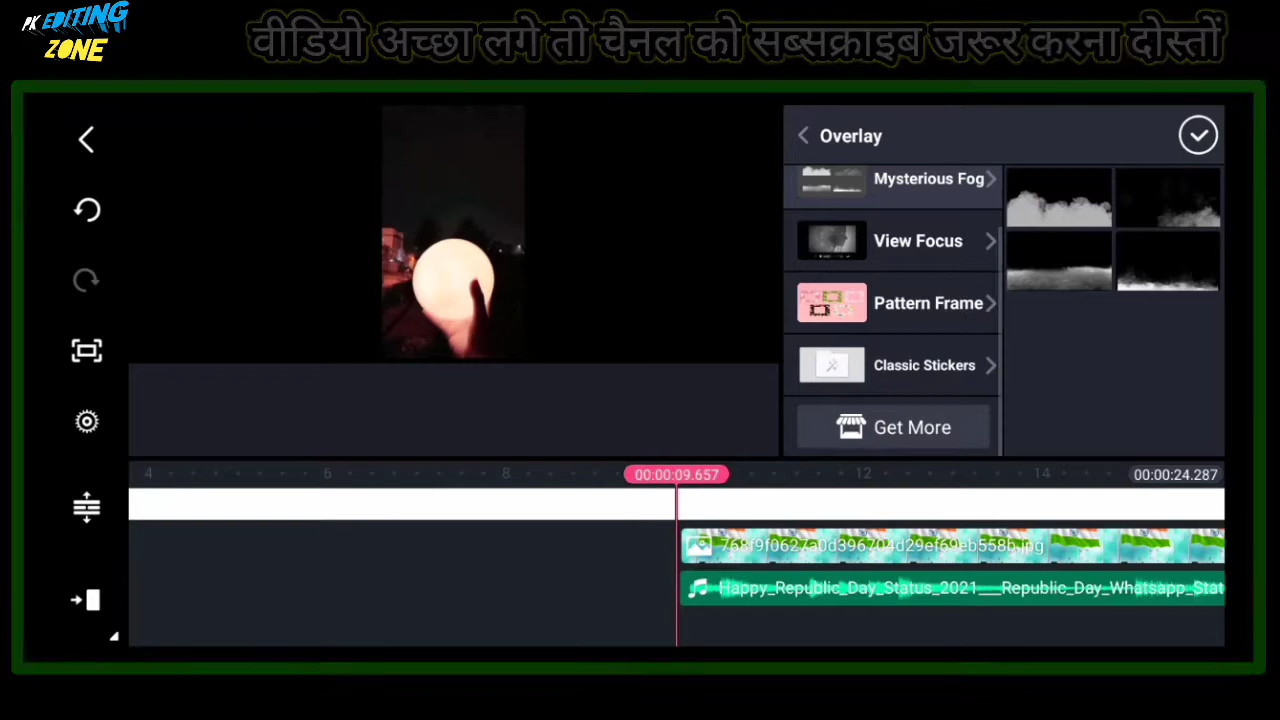 PK EDITING
ZONE
वीडियो अच्छा लगे तो चैनल को सब्सक्राइब जरूर करना दोस्तों
Overlay
Mysterious Fog
View Focus
Pattern Frame
Classic Stickers
Get More
4 6 8 00:00:09.657 12 14 00:00:24.287
768f9f0627a0d396704d29ef69eb558b.jpg
Happy_Republic_Day_Status_2021___Republic_Day_Whatsapp_Stat